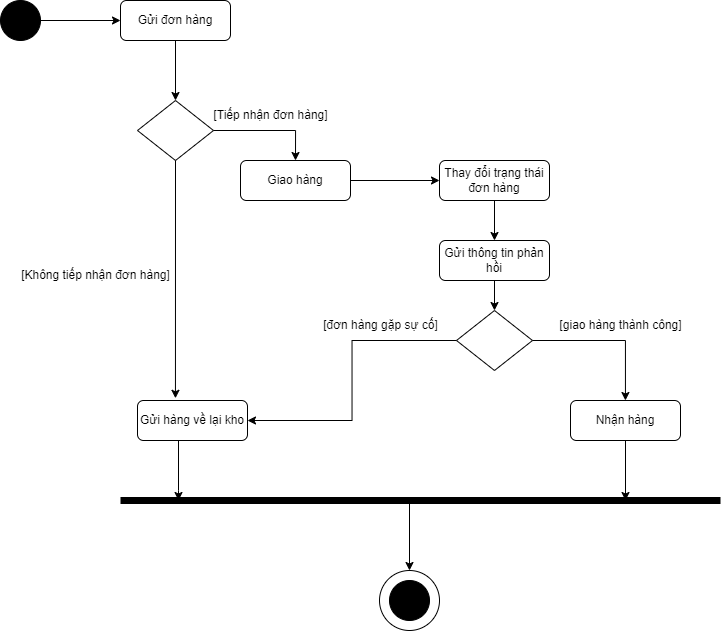 Gửi đơn hàng
[Tiếp nhận đơn hàng]
Giao hàng
Thay đổi trạng thái
đơn hàng
Gửi thông tin phản
hồi
[Không tiếp nhận đơn hàng]
[đơn hàng gặp sự cố]
[giao hàng thành công]
Gửi hàng về lại kho
Nhận hàng